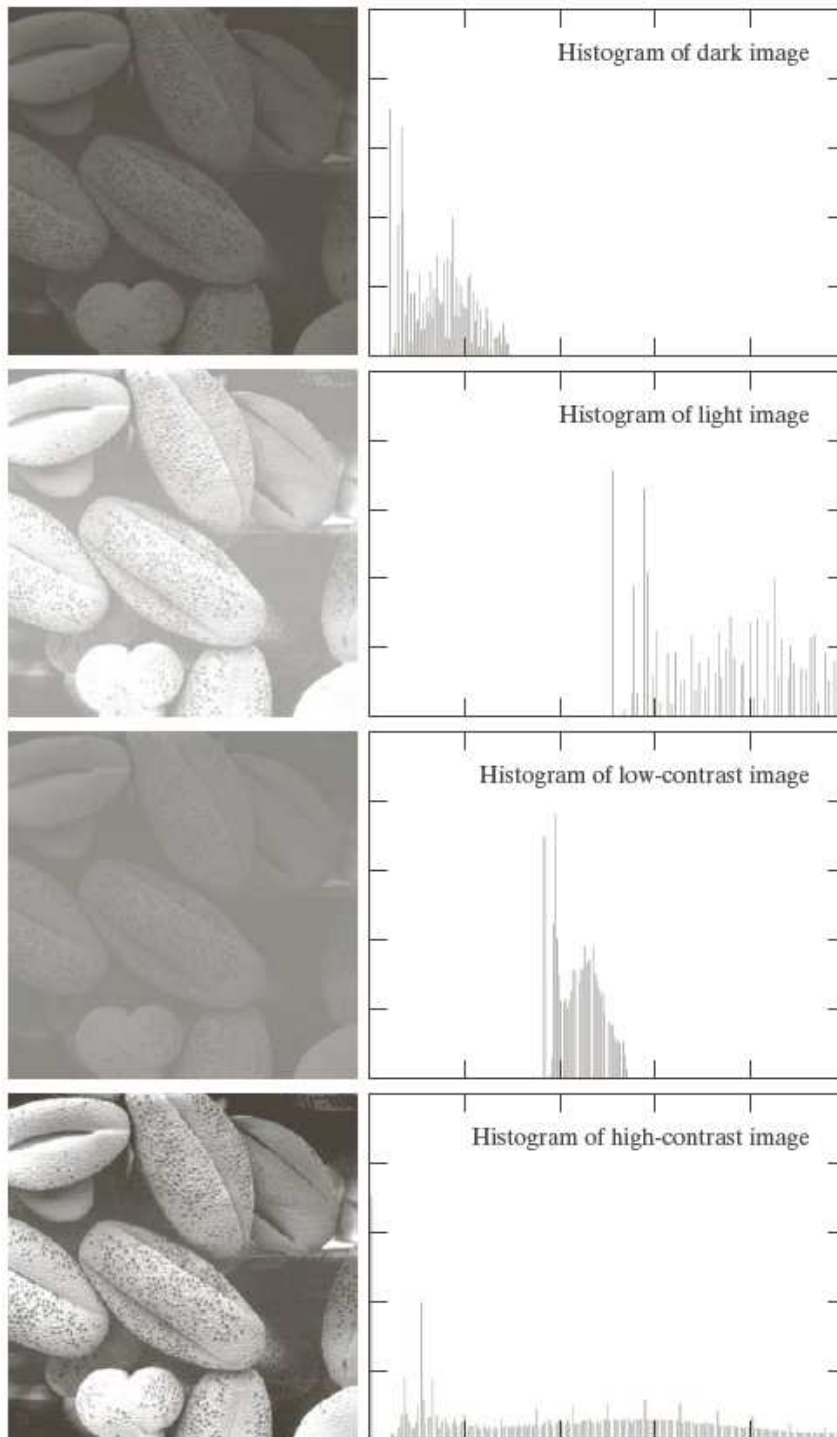 Histogram of dark image
Histogram of light image
Histogram of low-contrast image
Histogram of high-contrast image